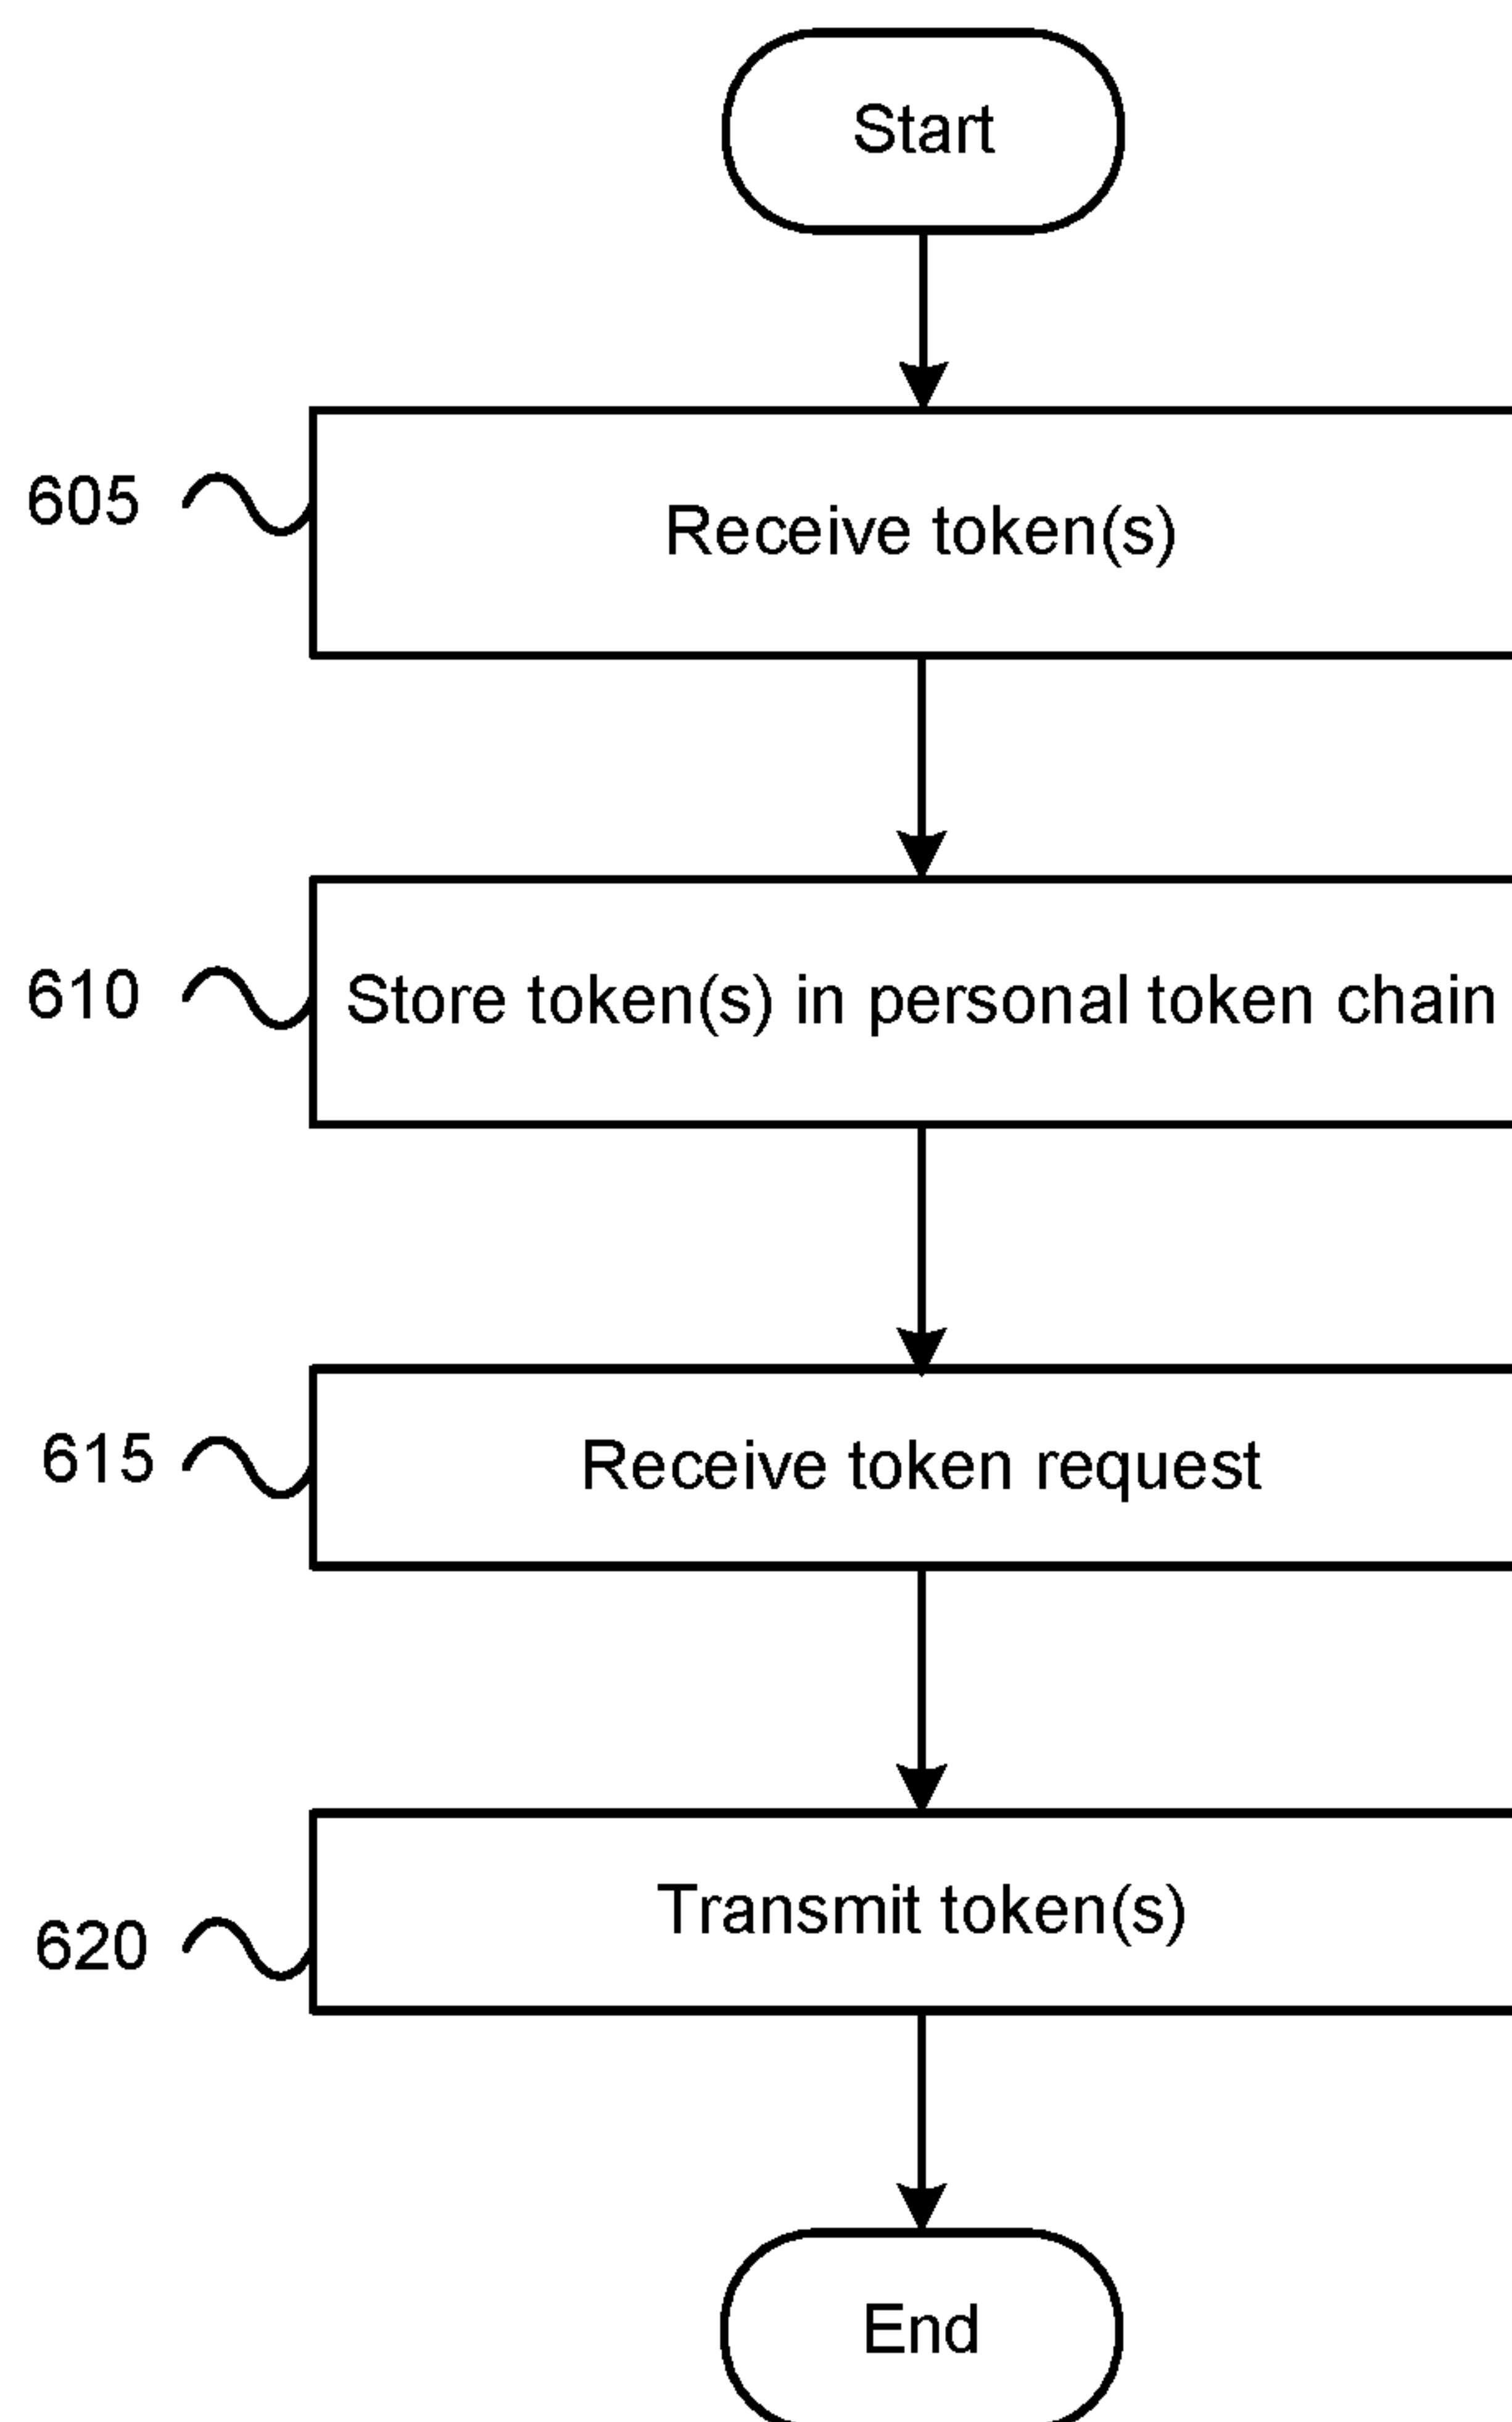 Start
605
Receive token(s)
610
Store token(s) in personal token chain
615
Receive token request
620
Transmit token(s)
End